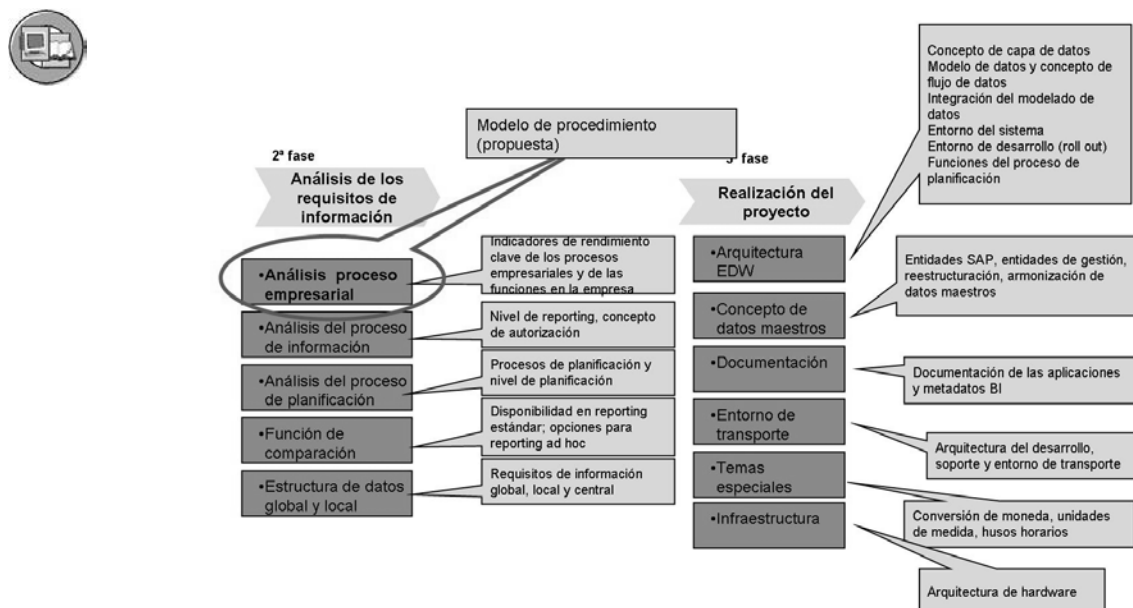 Modelo de procedimiento
(propuesta)
2ª fase
Análisis de los
requisitos de
información
•Análisis proceso
empresarial
Indicadores de rendimiento
clave de los procesos
empresariales y de las
funciones en la empresa
•Análisis del proceso
de información
Nivel de reporting, concepto
de autorización
•Análisis del proceso
de planificación
Procesos de planificación y
nivel de planificación
•Función de
comparación
Disponibilidad en reporting
estándar; opciones para
reporting ad hoc
•Estructura de datos
global y local
Requisitos de información
global, local y central
fase
Realización del
proyecto
•Arquitectura
EDW
Concepto de capa de datos
Modelo de datos y concepto de
flujo de datos
Integración del modelado de
datos
Entorno del sistema
Entorno de desarrollo (roll out)
Funciones del proceso de
planificación
•Concepto de
datos maestros
Entidades SAP, entidades de gestión,
reestructuración, armonización de
datos maestros
•Documentación
Documentación de las aplicaciones
y metadatos BI
•Entorno de
transporte
Arquitectura del desarrollo,
soporte y entorno de transporte
•Temas
especiales
Conversión de moneda, unidades
de medida, husos horarios
•Infraestructura
Arquitectura de hardware